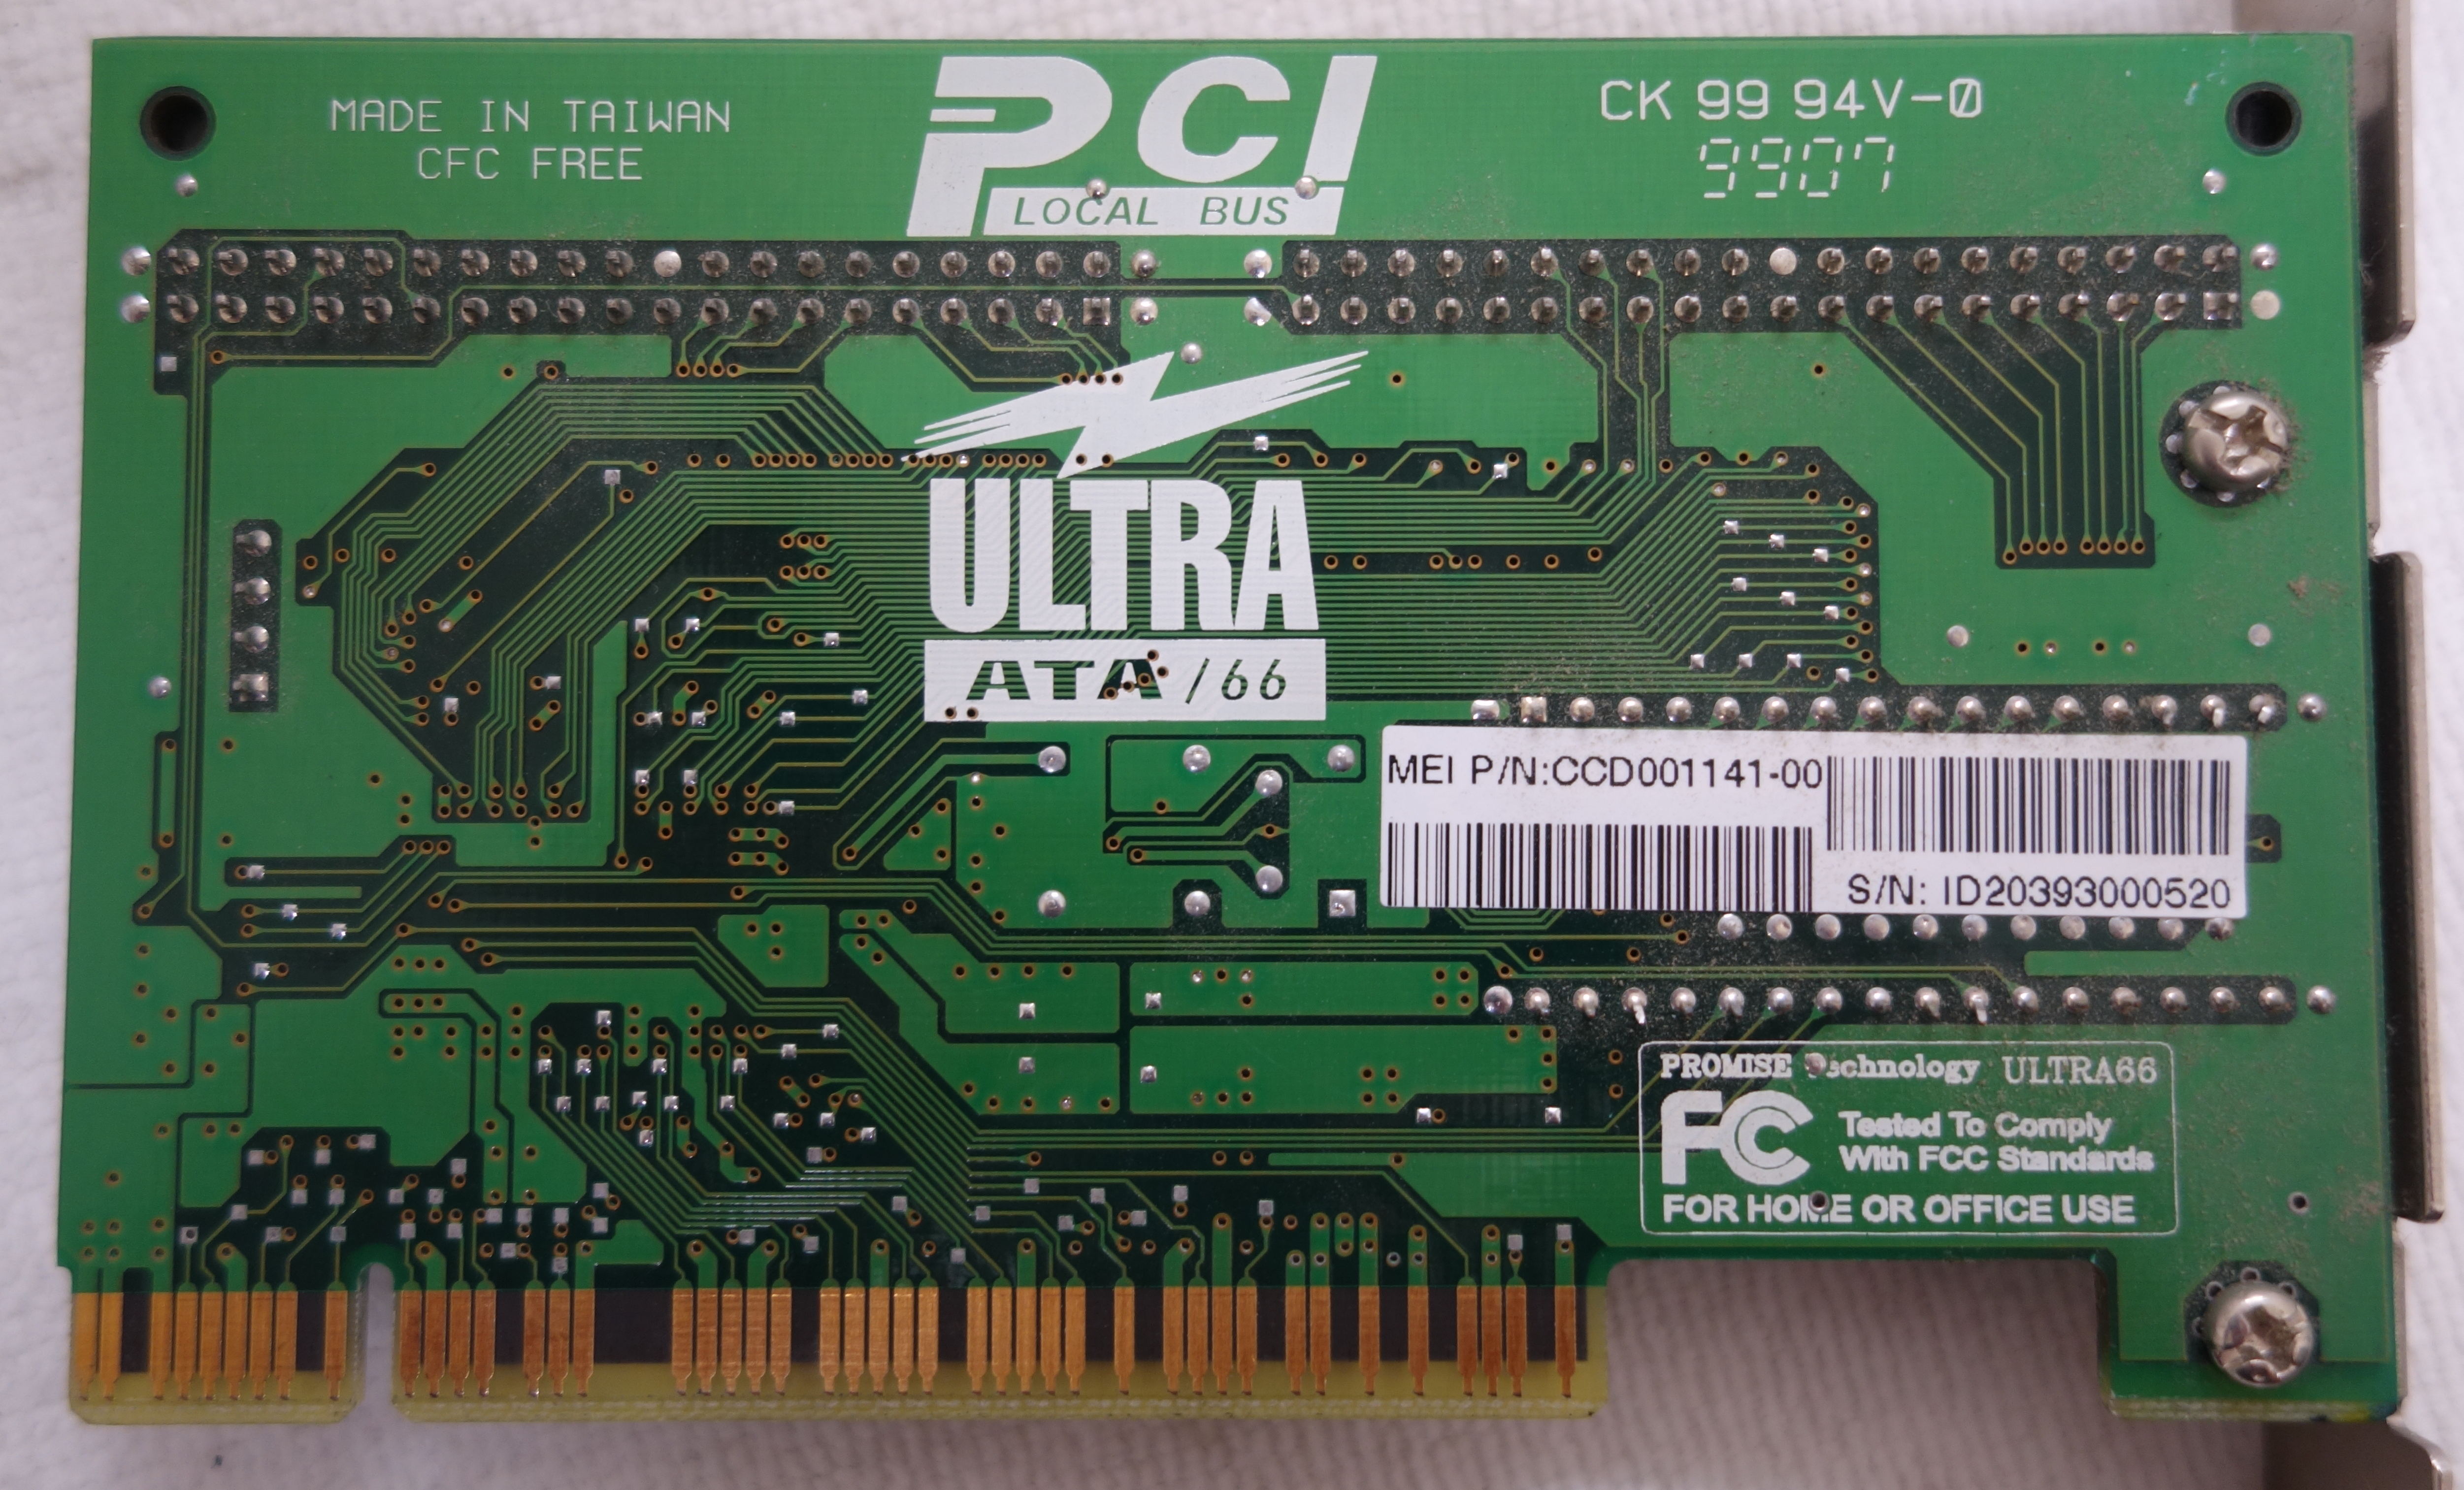 MADE IN TAIWAN
CFC FREE
PCI
LOCAL BUS
CK 99 94V-0
9907
ULTRA
ATA /66
MEI P/N:CCD001141-00
S/N: ID20393000520
PROMISE Technology ULTRA66
FC Tested To Comply
With FCC Standards
FOR HOME OR OFFICE USE